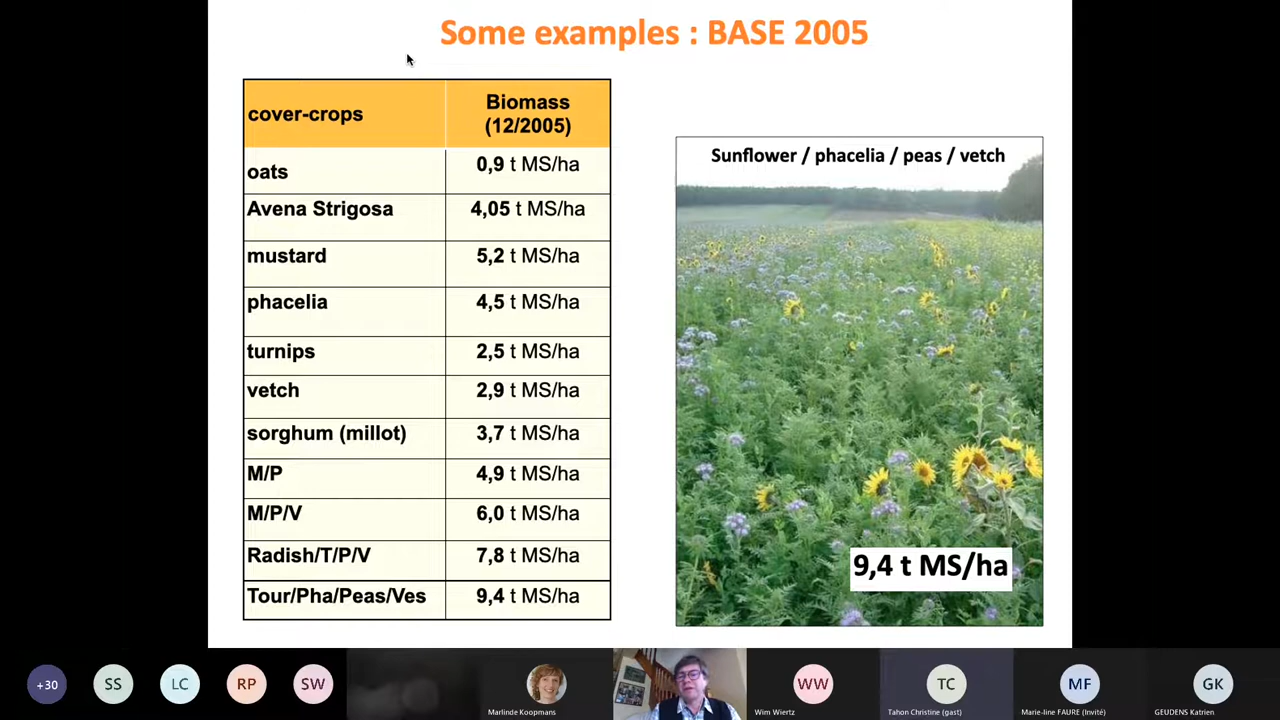 Some examples : BASE 2005
cover-crops
Biomass
(12/2005)
oats
0,9 t MS/ha
Avena Strigosa
4,05 t MS/ha
mustard
5,2 t MS/ha
phacelia
4,5 t MS/ha
turnips
2,5 t MS/ha
vetch
2,9 t MS/ha
sorghum (millot)
3,7 t MS/ha
M/P
4,9 t MS/ha
M/P/V
6,0 t MS/ha
Radish/T/P/V
7,8 t MS/ha
Tour/Pha/Peas/Ves
9,4 t MS/ha
Sunflower / phacelia / peas / vetch
9,4 t MS/ha
+30
SS
LC
RP
SW
Marlinde Koopmans
WW
Wim Wiertz
TC
Tahon Christine (gast)
MF
Marie-line FAURE (Invité)
GK
GEUDENS Katrien